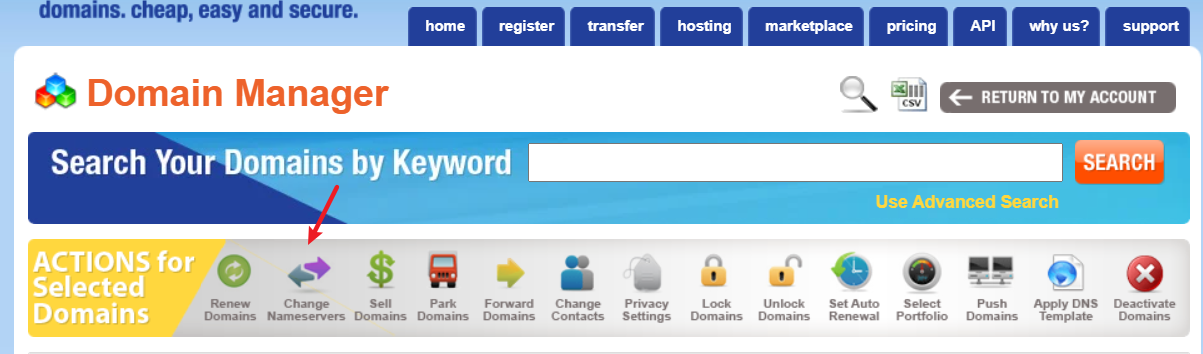 domains. cheap, easy and secure.
home register transfer hosting marketplace pricing API why us? support
Domain Manager
CSV
RETURN TO MY ACCOUNT
Search Your Domains by Keyword
SEARCH
Use Advanced Search
ACTIONS for
Selected
Domains
Renew
Domains
Change
Nameservers
Sell
Domains
Park
Domains
Forward
Domains
Change
Contacts
Privacy
Settings
Lock
Domains
Unlock
Domains
Set Auto
Renewal
Select
Portfolio
Push
Domains
Apply DNS
Template
Deactivate
Domains